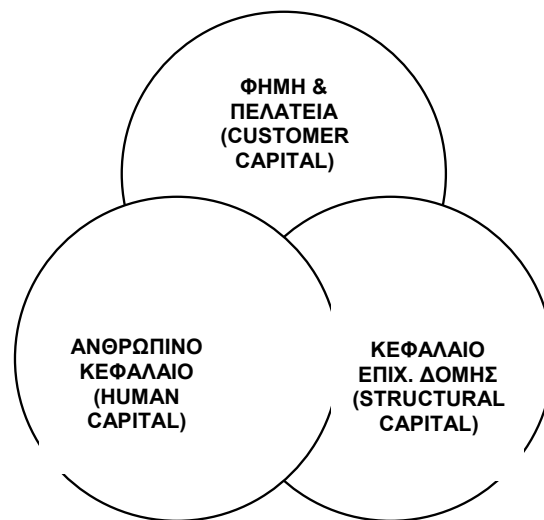 ΦΗΜΗ &
ΠΕΛΑΤΕΙΑ
(CUSTOMER
CAPITAL)
ΑΝΘΡΩΠΙΝΟ
ΚΕΦΑΛΑΙΟ
(HUMAN
CAPITAL)
ΚΕΦΑΛΑΙΟ
ΕΠΙΧ. ΔΟΜΗΣ
(STRUCTURAL
CAPITAL)